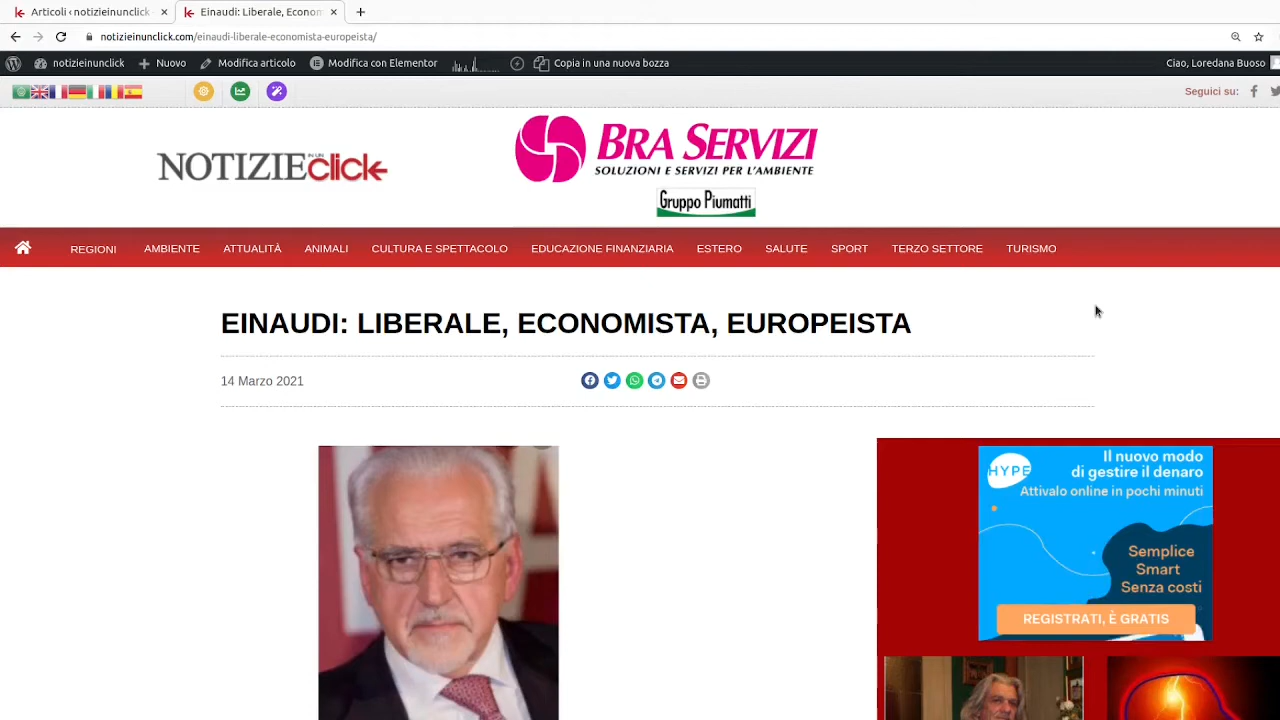 Articoli ‹ notizieinunclick
Einaudi: Liberale, Econom
notizieinunclick.com/einaudi-liberale-economista-europeista/
notizieinunclick
Nuovo
Modifica articolo
Modifica con Elementor
Copia in una nuova bozza
Ciao, Loredana Buoso
Seguici su:
NOTIZIE IN UN click
BRA SERVIZI
SOLUZIONI E SERVIZI PER L'AMBIENTE
Gruppo Piumatti
REGIONI
AMBIENTE
ATTUALITÀ
ANIMALI
CULTURA E SPETTACOLO
EDUCAZIONE FINANZIARIA
ESTERO
SALUTE
SPORT
TERZO SETTORE
TURISMO
EINAUDI: LIBERALE, ECONOMISTA, EUROPEISTA
14 Marzo 2021
HYPE
Il nuovo modo
di gestire il denaro
Attivalo online in pochi minuti
Semplice
Smart
Senza costi
REGISTRATI, È GRATIS